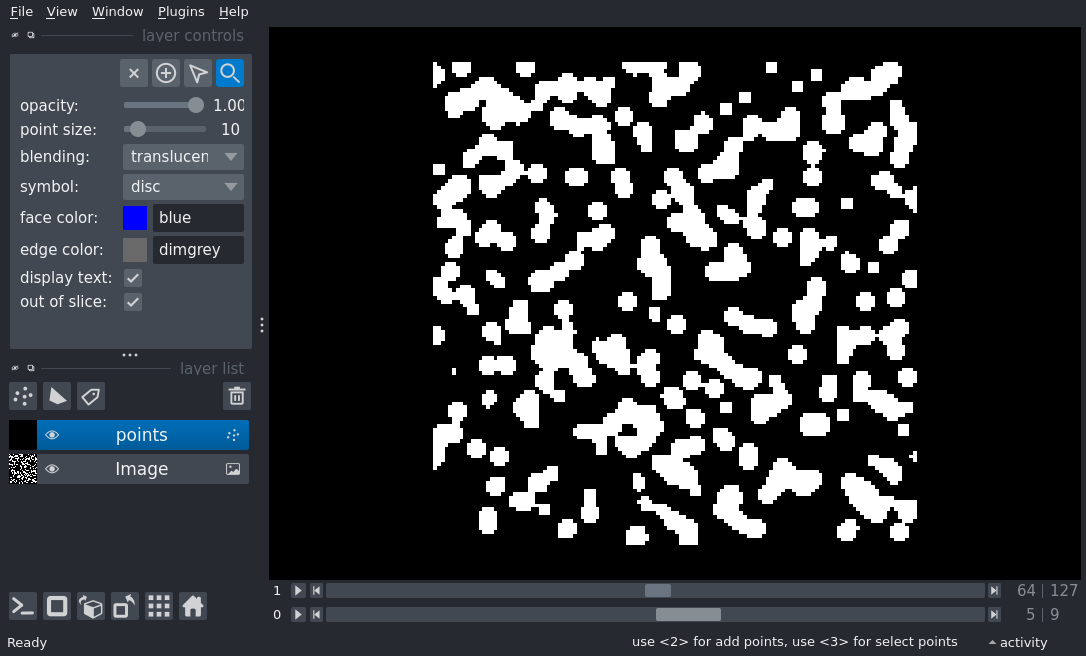 File View Window Plugins Help
layer controls
opacity: 1.00
point size: 10
blending: translucen
symbol: disc
face color: blue
edge color: dimgrey
display text:
out of slice:
layer list
points
Image
1 64 127
0 5 9
Ready use <2> for add points, use <3> for select points activity